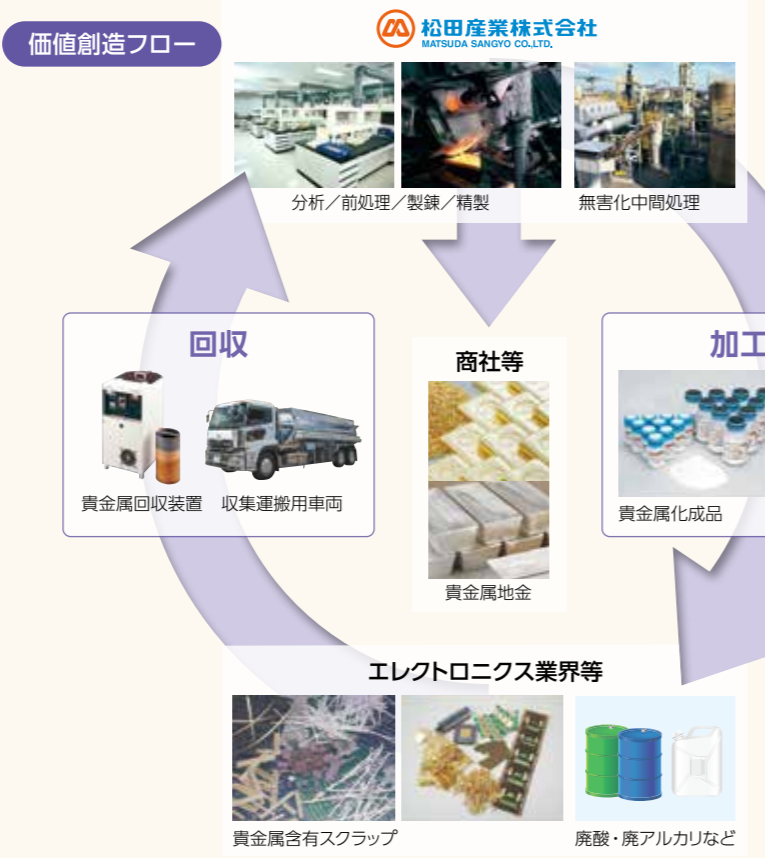 価値創造フロー
松田産業株式会社
MATSUDA SANGYO CO.,LTD.
分析／前処理／製錬／精製
無害化中間処理
回収
貴金属回収装置 収集運搬用車両
商社等
貴金属地金
加工
貴金属化成品
エレクトロニクス業界等
貴金属含有スクラップ
廃酸・廃アルカリなど